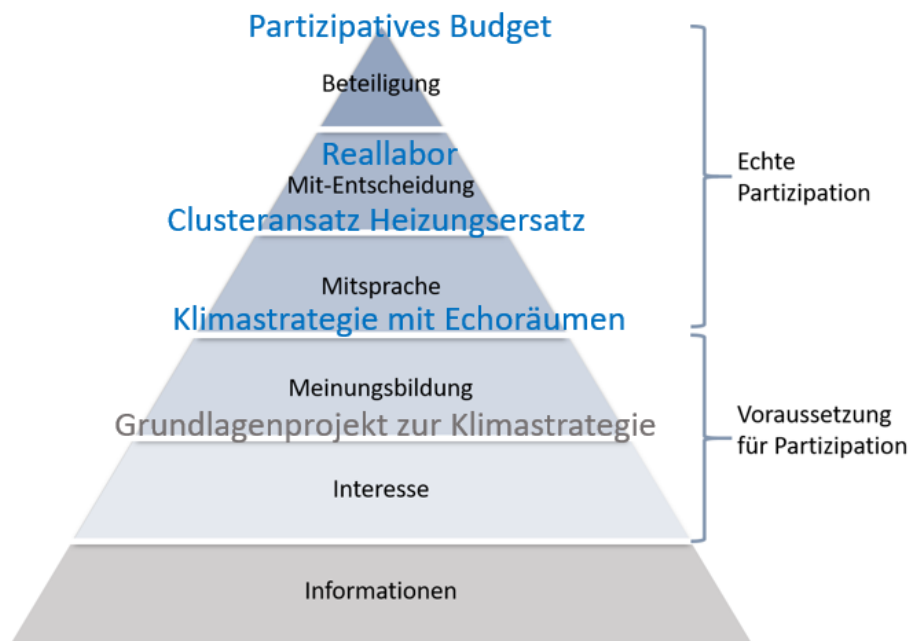 Partizipatives Budget
Beteiligung
Reallabor
Mit-Entscheidung
Clusteransatz Heizungsersatz
Mitsprache
Klimastrategie mit Echoräumen
Meinungsbildung
Grundlagenprojekt zur Klimastrategie
Interesse
Informationen
Echte
Partizipation
Voraussetzung
für Partizipation